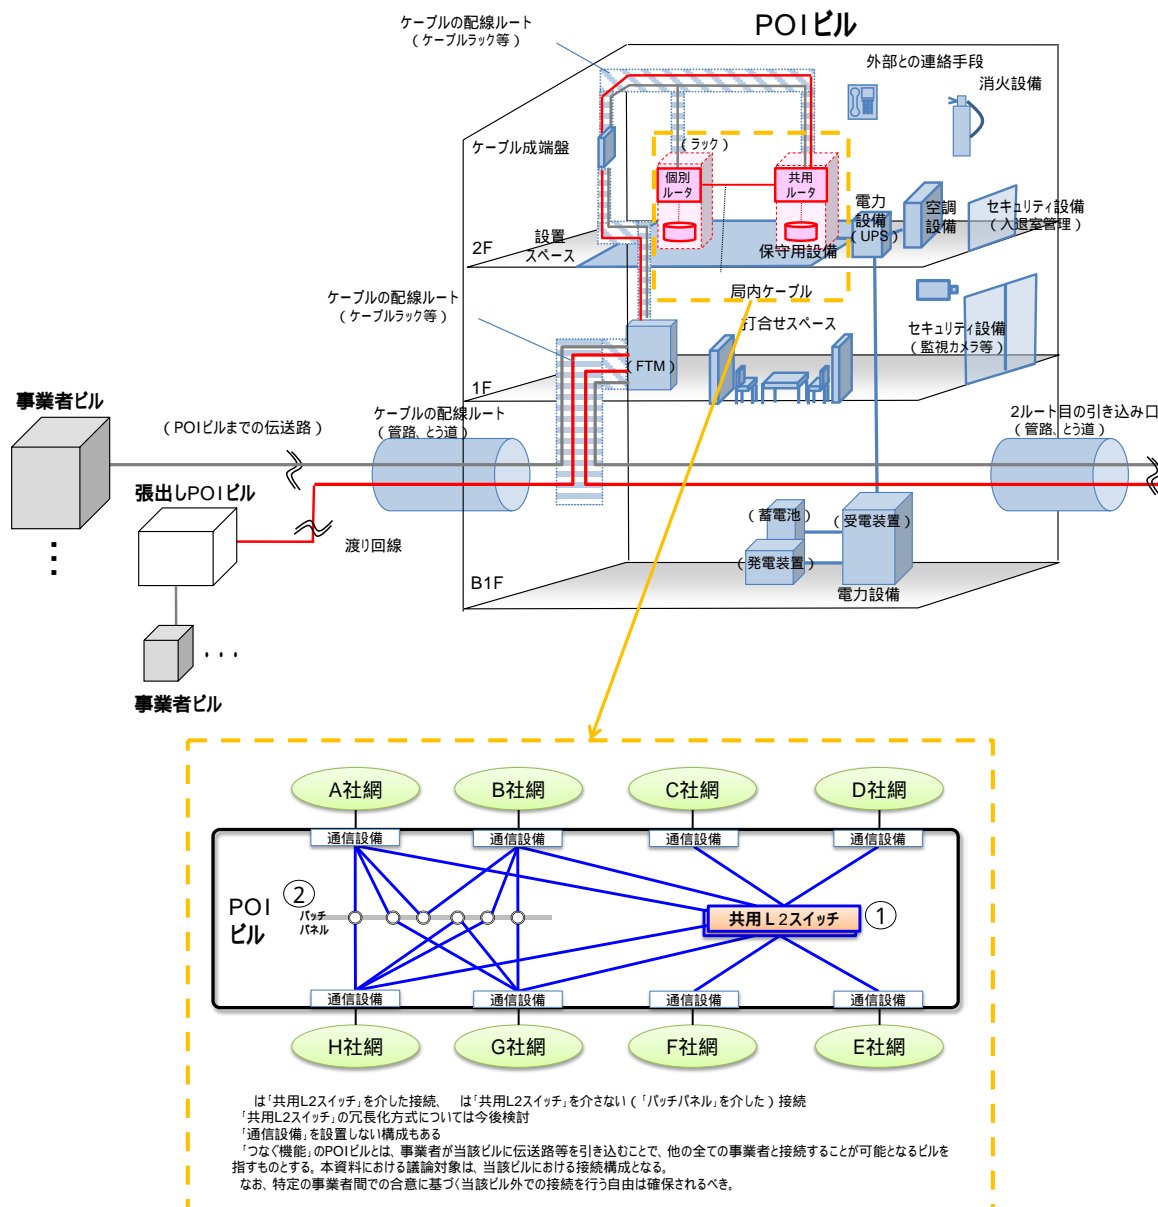 ケーブルの配線ルート
（ケーブルラック等）
POIビル
外部との連絡手段
消火設備
ケーブル成端盤
（ラック）
個別
ルータ
共用
ルータ
電力
設備
（UPS）
空調
設備
セキュリティ設備
（入退室管理）
設置
スペース
2F
保守用設備
ケーブルの配線ルート
（ケーブルラック等）
局内ケーブル
打合せスペース
セキュリティ設備
（監視カメラ等）
（FTM）
1F
事業者ビル
（POIビルまでの伝送路）
ケーブルの配線ルート
（管路、とう道）
2ルート目の引き込み口
（管路、とう道）
張出しPOIビル
渡り回線
（蓄電池）
（受電装置）
（発電装置）
電力設備
B1F
・・・
・・・
事業者ビル
A社網
B社網
C社網
D社網
通信設備
通信設備
通信設備
通信設備
POI
ビル
②
パッチ
パネル
共用L2スイッチ
①
通信設備
通信設備
通信設備
通信設備
H社網
G社網
F社網
E社網
は「共用L2スイッチ」を介した接続、　は「共用L2スイッチ」を介さない（「パッチパネル」を介した）接続
「共用L2スイッチ」の冗長化方式については今後検討
「通信設備」を設置しない構成もある
「つなぐ機能」のPOIビルとは、事業者が当該ビルに伝送路等を引き込むことで、他の全ての事業者と接続することが可能となるビルを
指すものとする。本資料における議論対象は、当該ビルにおける接続構成となる。
なお、特定の事業者間での合意に基づく当該ビル外での接続を行う自由は確保されるべき。